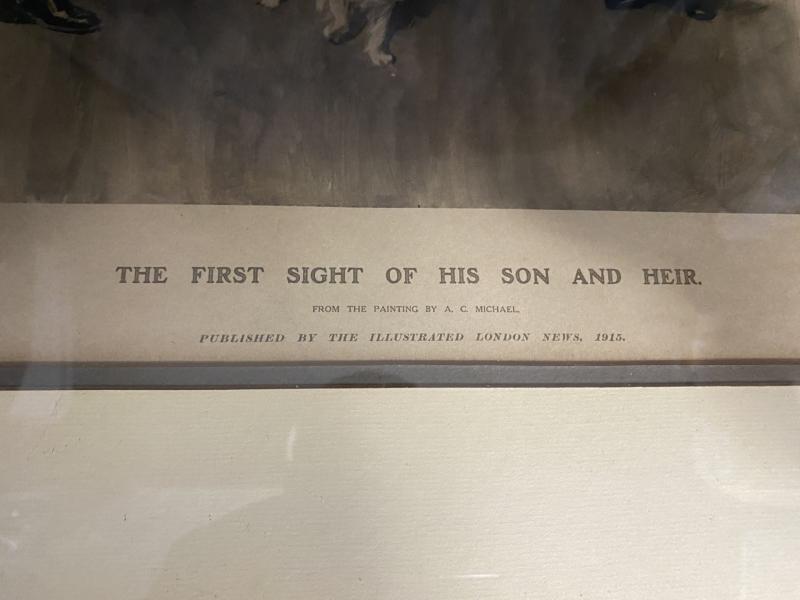 THE FIRST SIGHT OF HIS SON AND HEIR.
FROM THE PAINTING BY A. C. MICHAEL.
PUBLISHED BY THE ILLUSTRATED LONDON NEWS, 1915.